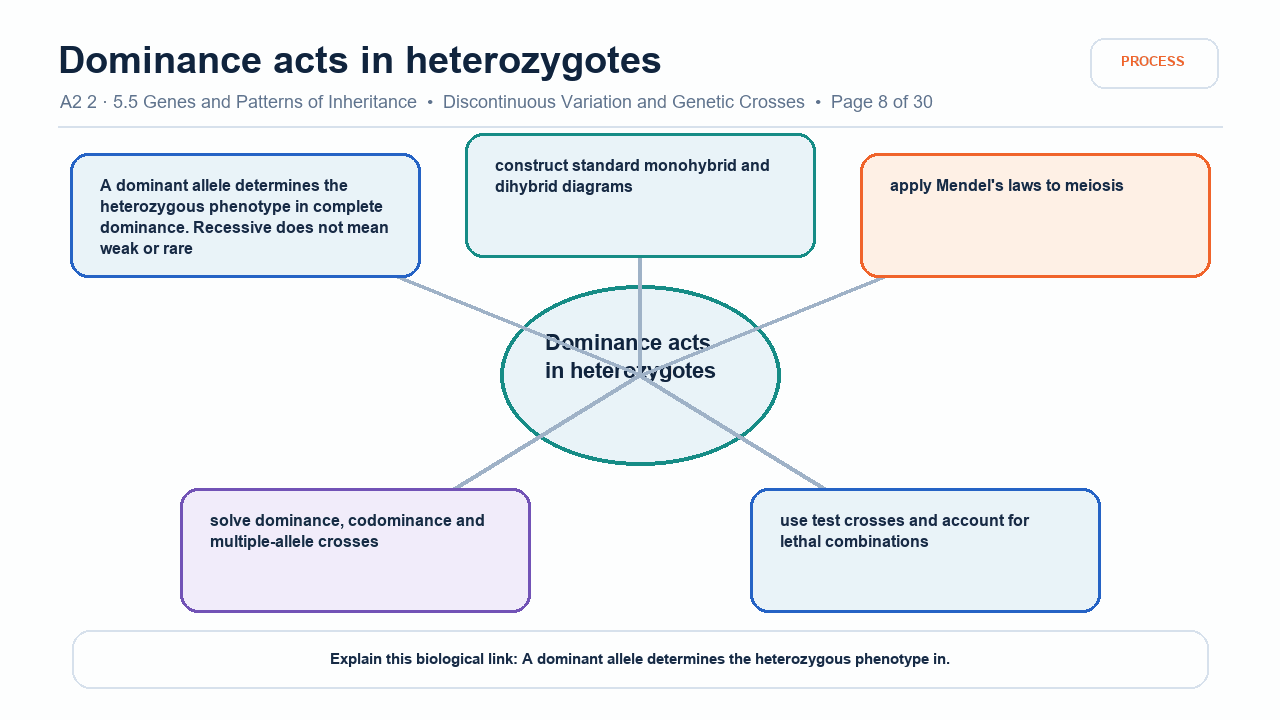 Dominance acts in heterozygotes
PROCESS
A2 2 · 5.5 Genes and Patterns of Inheritance • Discontinuous Variation and Genetic Crosses • Page 8 of 30
A dominant allele determines the
heterozygous phenotype in complete
dominance. Recessive does not mean
weak or rare
construct standard monohybrid and
dihybrid diagrams
apply Mendel's laws to meiosis
Dominance acts
in heterozygotes
solve dominance, codominance and
multiple-allele crosses
use test crosses and account for
lethal combinations
Explain this biological link: A dominant allele determines the heterozygous phenotype in.